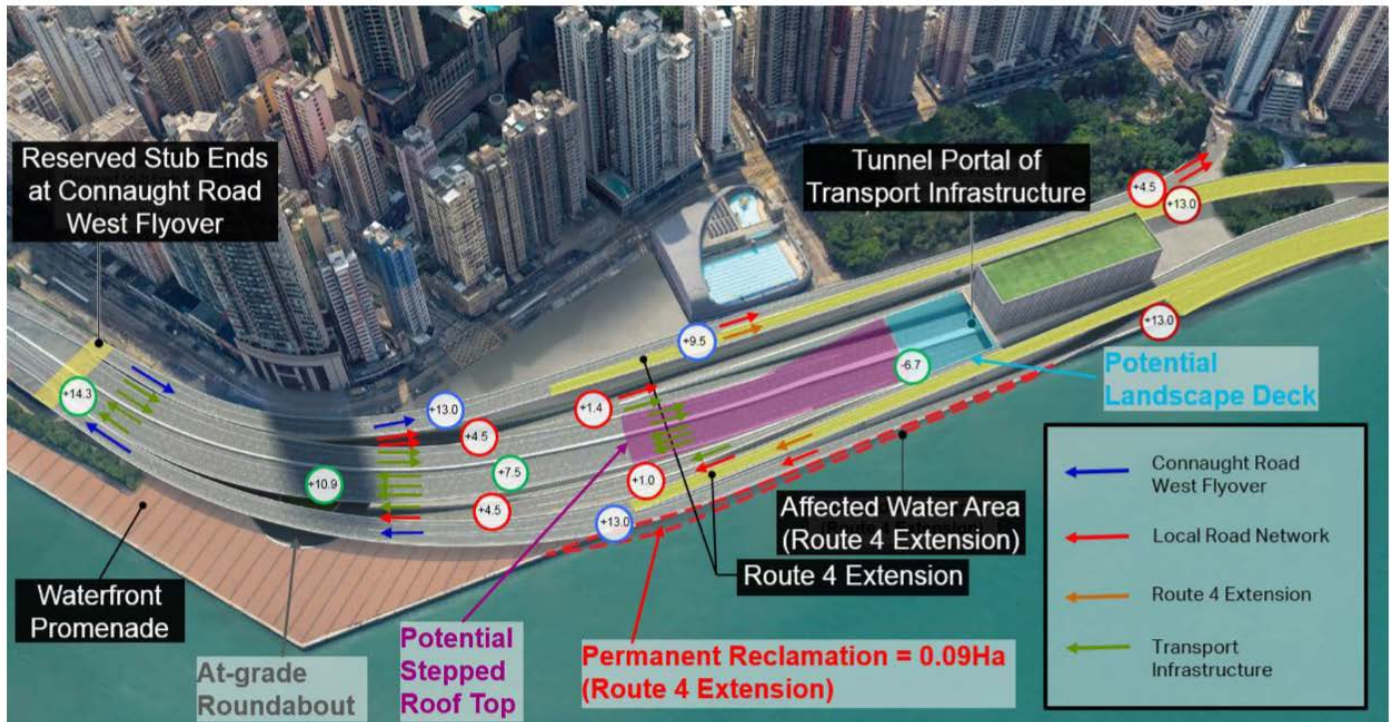 Reserved Stub Ends
at Connaught Road
West Flyover
Tunnel Portal of
Transport Infrastructure
+4.5
+13.0
+13.0
+9.5
-6.7
Potential
Landscape Deck
+14.3
+13.0
+1.4
+4.5
+7.5
+10.9
+1.0
+4.5
+13.0
Affected Water Area
(Route 4 Extension)
Route 4 Extension
Waterfront
Promenade
At-grade
Roundabout
Potential
Stepped
Roof Top
Permanent Reclamation = 0.09Ha
(Route 4 Extension)
Connaught Road
West Flyover
Local Road Network
Route 4 Extension
Transport
Infrastructure